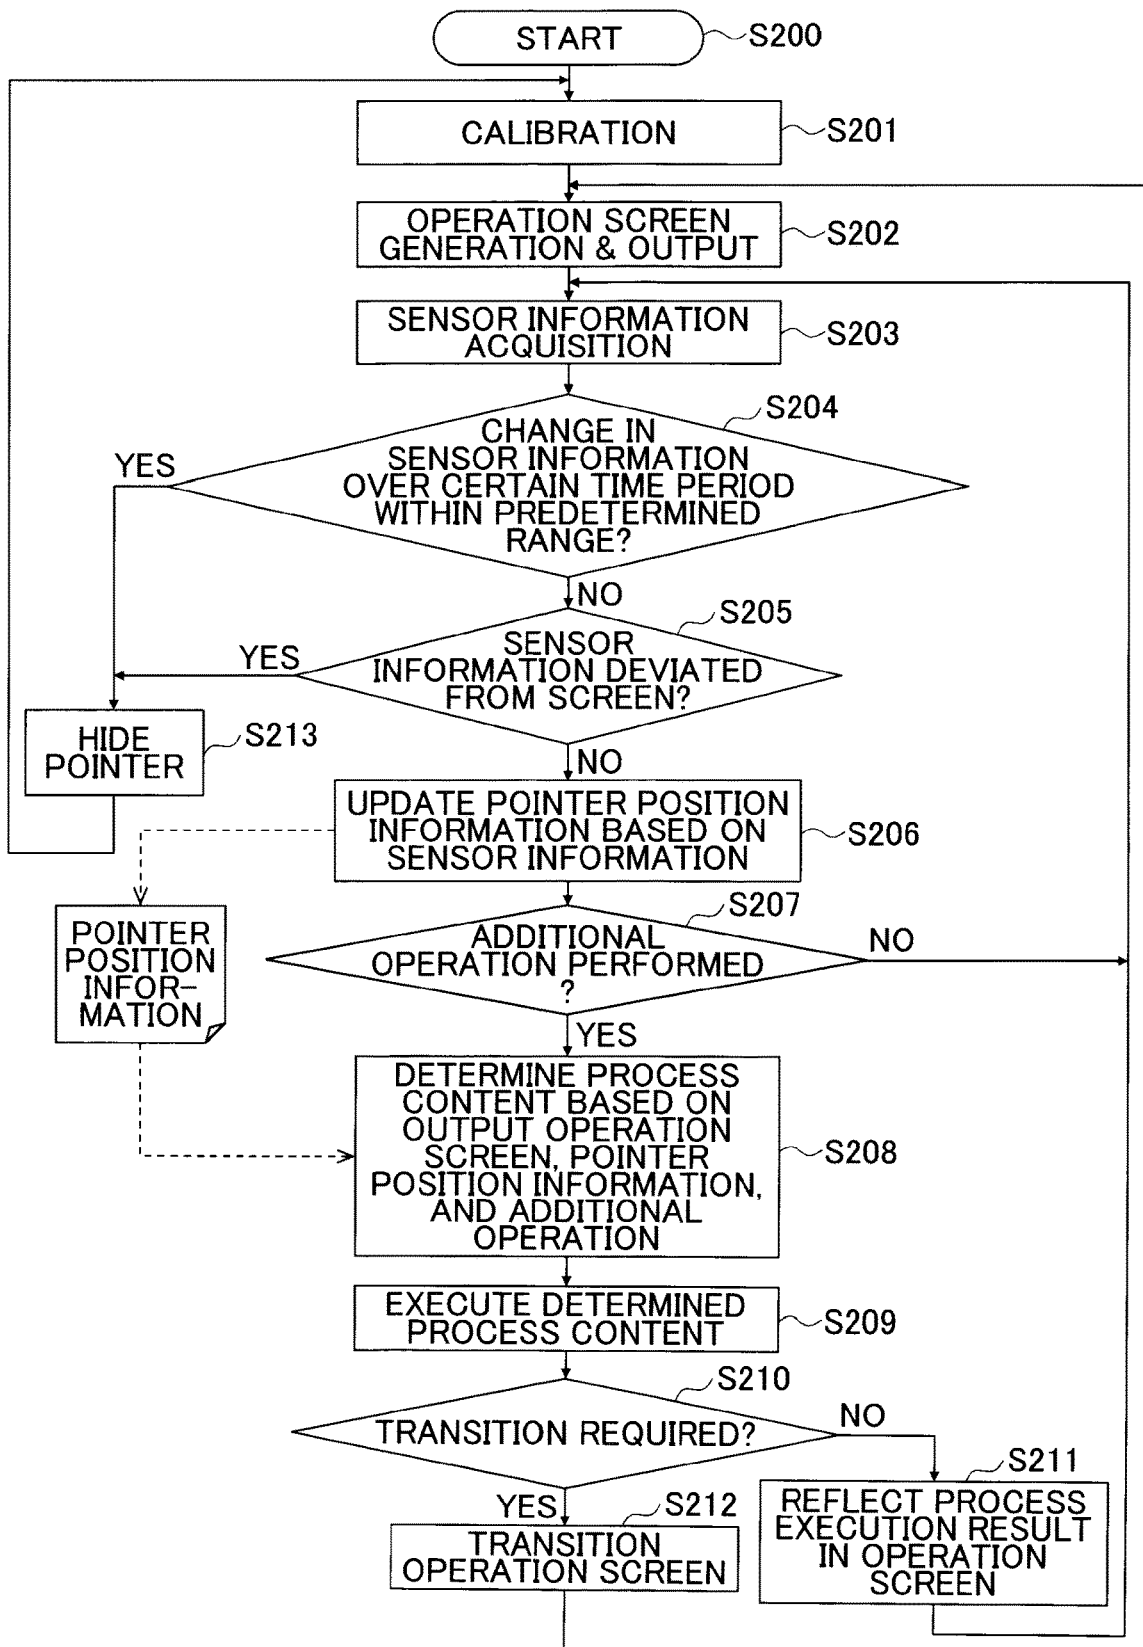 START
S200
CALIBRATION
S201
OPERATION SCREEN
GENERATION & OUTPUT
S202
SENSOR INFORMATION
ACQUISITION
S203
S204
CHANGE IN
SENSOR INFORMATION
OVER CERTAIN TIME PERIOD
WITHIN PREDETERMINED
RANGE?
YES
NO
S205
SENSOR
INFORMATION DEVIATED
FROM SCREEN?
YES
HIDE
POINTER
S213
NO
UPDATE POINTER POSITION
INFORMATION BASED ON
SENSOR INFORMATION
S206
POINTER
POSITION
INFOR-
MATION
S207
ADDITIONAL
OPERATION PERFORMED
?
NO
YES
DETERMINE PROCESS
CONTENT BASED ON
OUTPUT OPERATION
SCREEN, POINTER
POSITION INFORMATION,
AND ADDITIONAL
OPERATION
S208
EXECUTE DETERMINED
PROCESS CONTENT
S209
S210
TRANSITION REQUIRED?
NO
YES
S212
TRANSITION
OPERATION SCREEN
S211
REFLECT PROCESS
EXECUTION RESULT
IN OPERATION
SCREEN